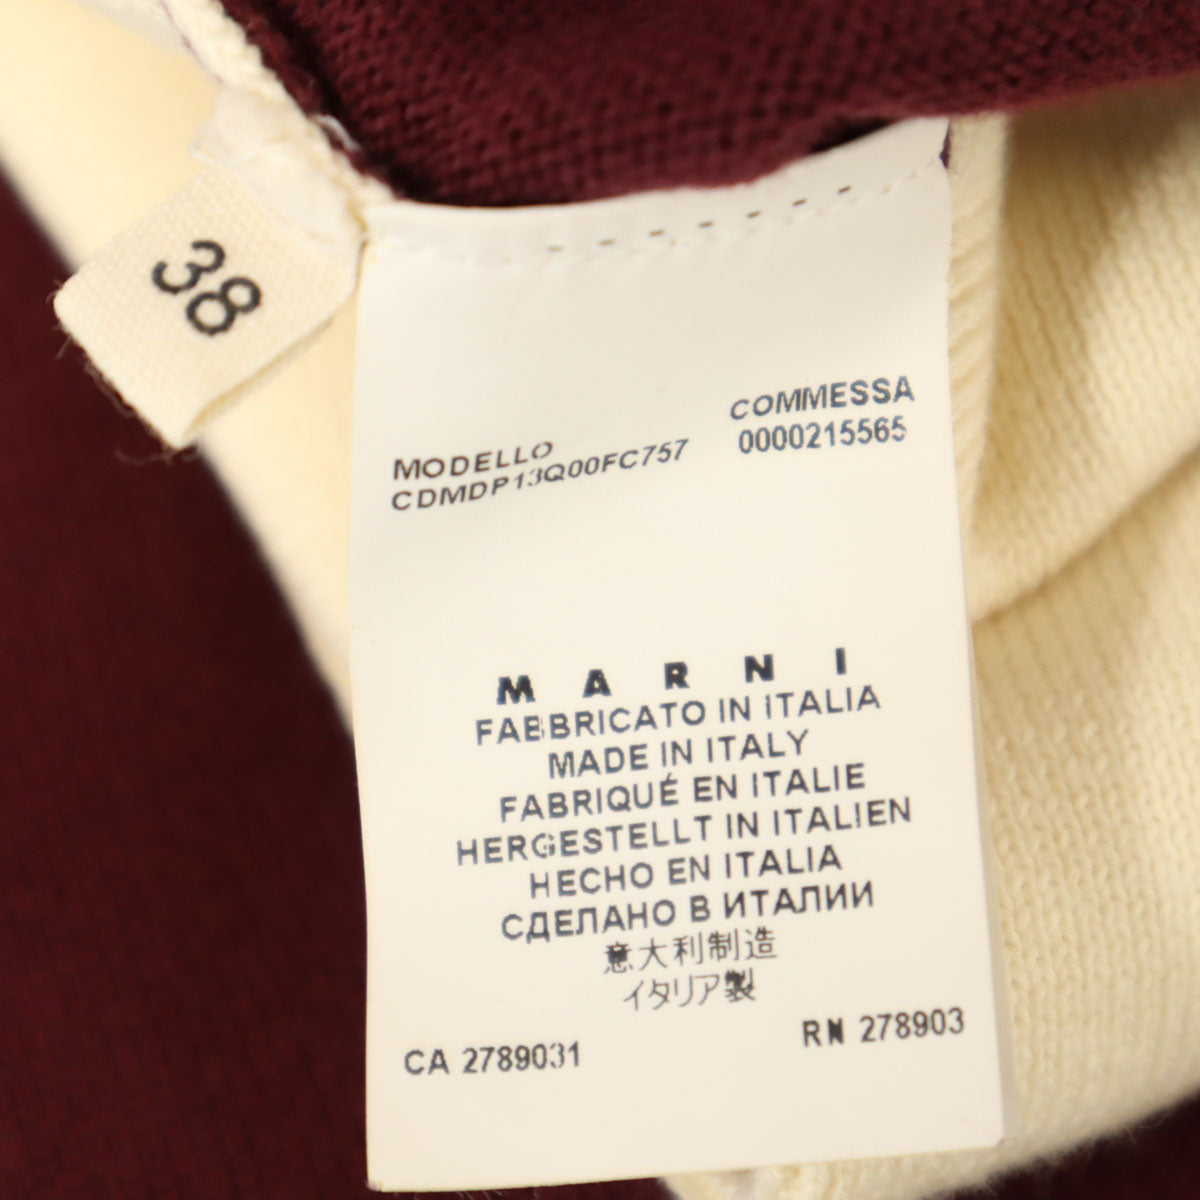 38
MODELLO
CDMDP13Q00FC757
COMMESSA
0000215565
MARNI
FABBRICATO IN ITALIA
MADE IN ITALY
FABRIQUÉ EN ITALIE
HERGESTELLT IN ITALIEN
HECHO EN ITALIA
СДЕЛАНО В ИТАЛИИ
意大利制造
イタリア製
CA 2789031
RN 278903